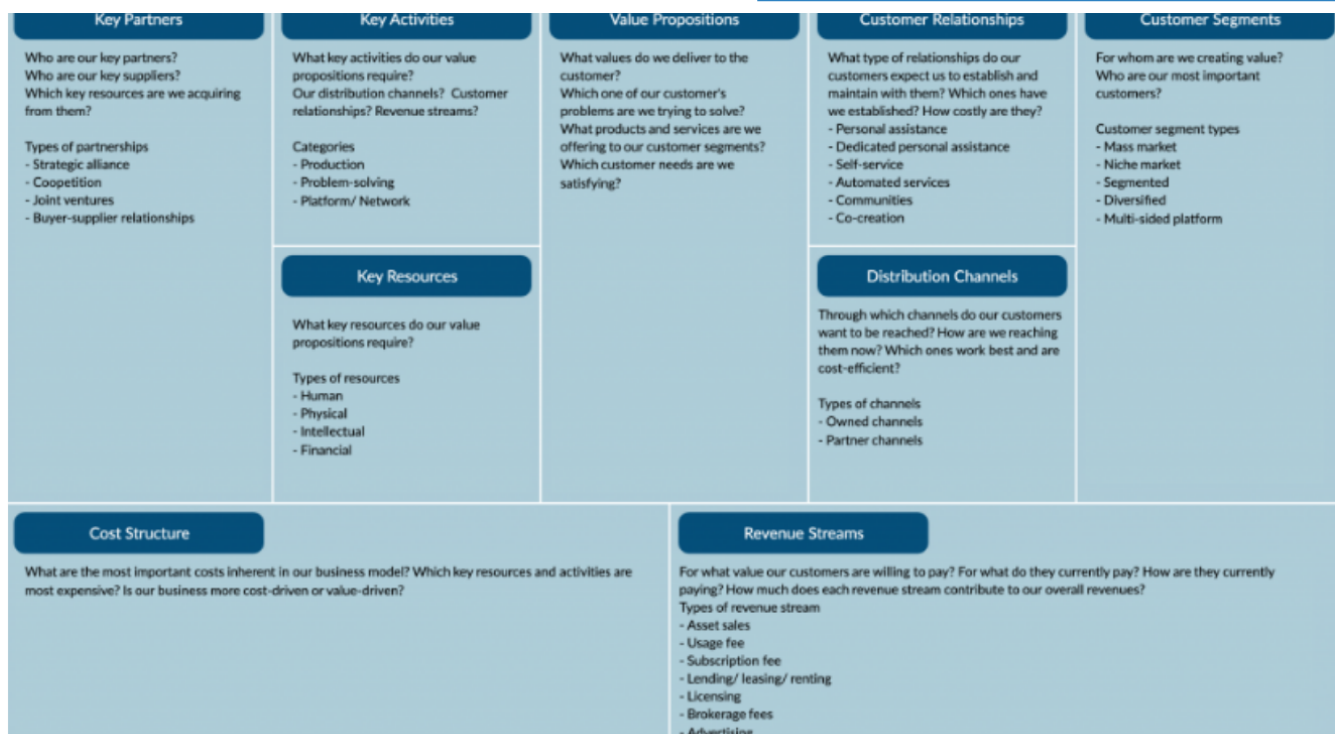 Key Partners
Who are our key partners?
Who are our key suppliers?
Which key resources are we acquiring
from them?
Types of partnerships
- Strategic alliance
- Coopetition
- Joint ventures
- Buyer-supplier relationships
Key Activities
What key activities do our value
propositions require?
Our distribution channels? Customer
relationships? Revenue streams?
Categories
- Production
- Problem-solving
- Platform/ Network
Key Resources
What key resources do our value
propositions require?
Types of resources
- Human
- Physical
- Intellectual
- Financial
Value Propositions
What values do we deliver to the
customer?
Which one of our customer's
problems are we trying to solve?
What products and services are we
offering to our customer segments?
Which customer needs are we
satisfying?
Customer Relationships
What type of relationships do our
customers expect us to establish and
maintain with them? Which ones have
we established? How costly are they?
- Personal assistance
- Dedicated personal assistance
- Self-service
- Automated services
- Communities
- Co-creation
Distribution Channels
Through which channels do our customers
want to be reached? How are we reaching
them now? Which ones work best and are
cost-efficient?
Types of channels
- Owned channels
- Partner channels
Customer Segments
For whom are we creating value?
Who are our most important
customers?
Customer segment types
- Mass market
- Niche market
- Segmented
- Diversified
- Multi-sided platform
Cost Structure
What are the most important costs inherent in our business model? Which key resources and activities are
most expensive? Is our business more cost-driven or value-driven?
Revenue Streams
For what value our customers are willing to pay? For what do they currently pay? How are they currently
paying? How much does each revenue stream contribute to our overall revenues?
Types of revenue stream
- Asset sales
- Usage fee
- Subscription fee
- Lending/ leasing/ renting
- Licensing
- Brokerage fees
- Advertising